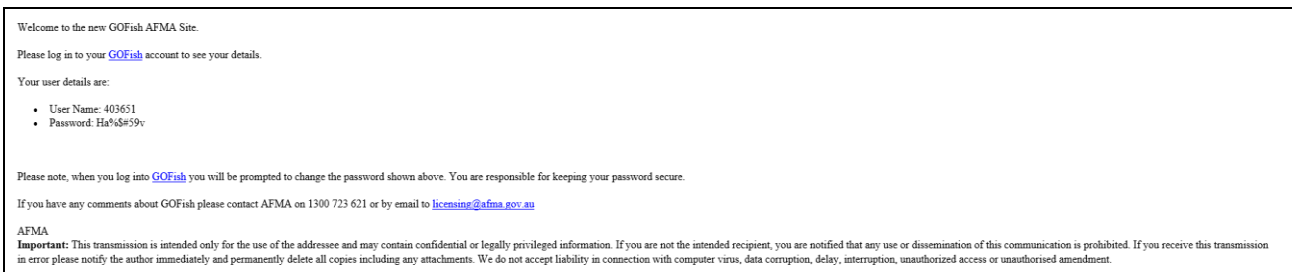 Welcome to the new GOFish AFMA Site.
Please log in to your GOFish account to see your details.
Your user details are:
• User Name: 403651
• Password: Ha%$#59v
Please note, when you log into GOFish you will be prompted to change the password shown above. You are responsible for keeping your password secure.
If you have any comments about GOFish please contact AFMA on 1300 723 621 or by email to licensing@afma.gov.au
AFMA
Important: This transmission is intended only for the use of the addressee and may contain confidential or legally privileged information. If you are not the intended recipient, you are notified that any use or dissemination of this communication is prohibited. If you receive this transmission
in error please notify the author immediately and permanently delete all copies including any attachments. We do not accept liability in connection with computer virus, data corruption, delay, interruption, unauthorized access or unauthorised amendment.